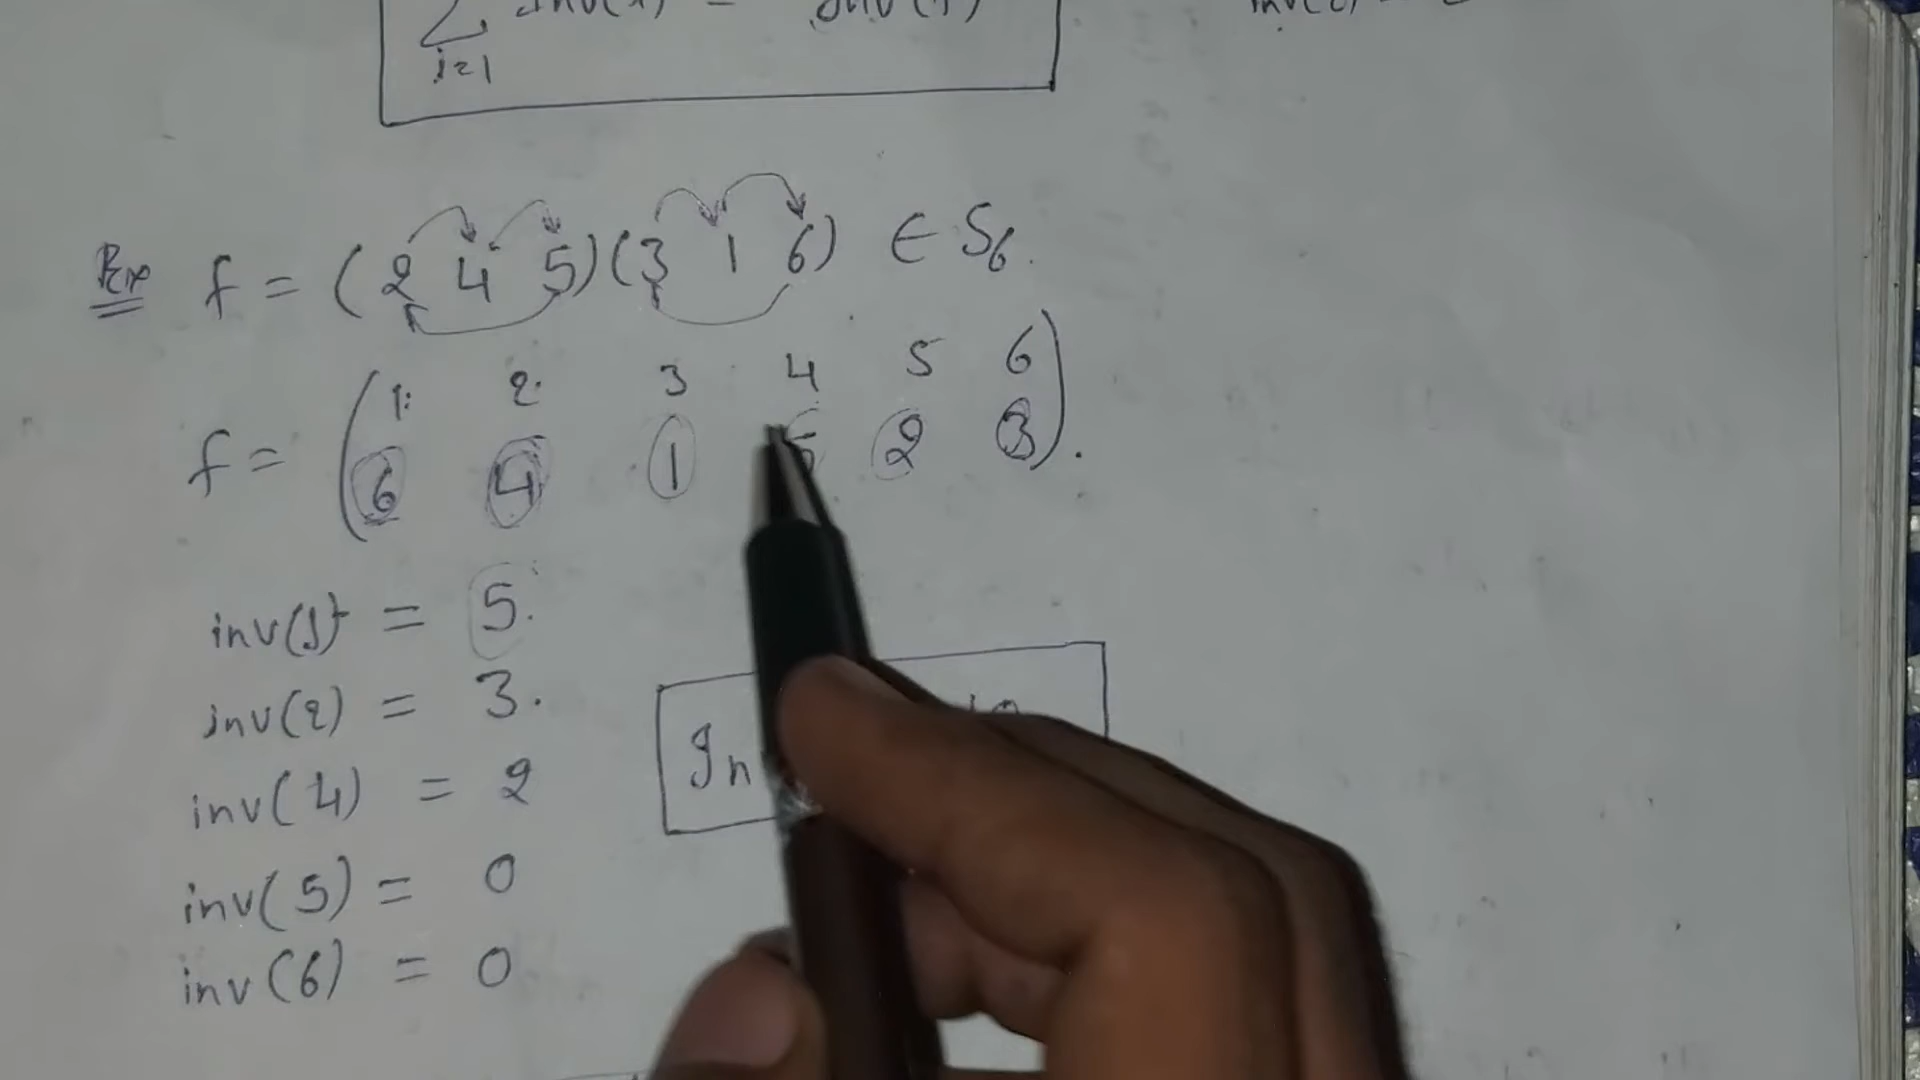 i=1
Ex f = (2 4 5)(3 1 6) ∈ S6.
1 2 3 4 5 6
f = (6 4 1 5 2 3).
inv(1) = 5.
inv(2) = 3.
inv(4) = 2
inv(5) = 0
inv(6) = 0